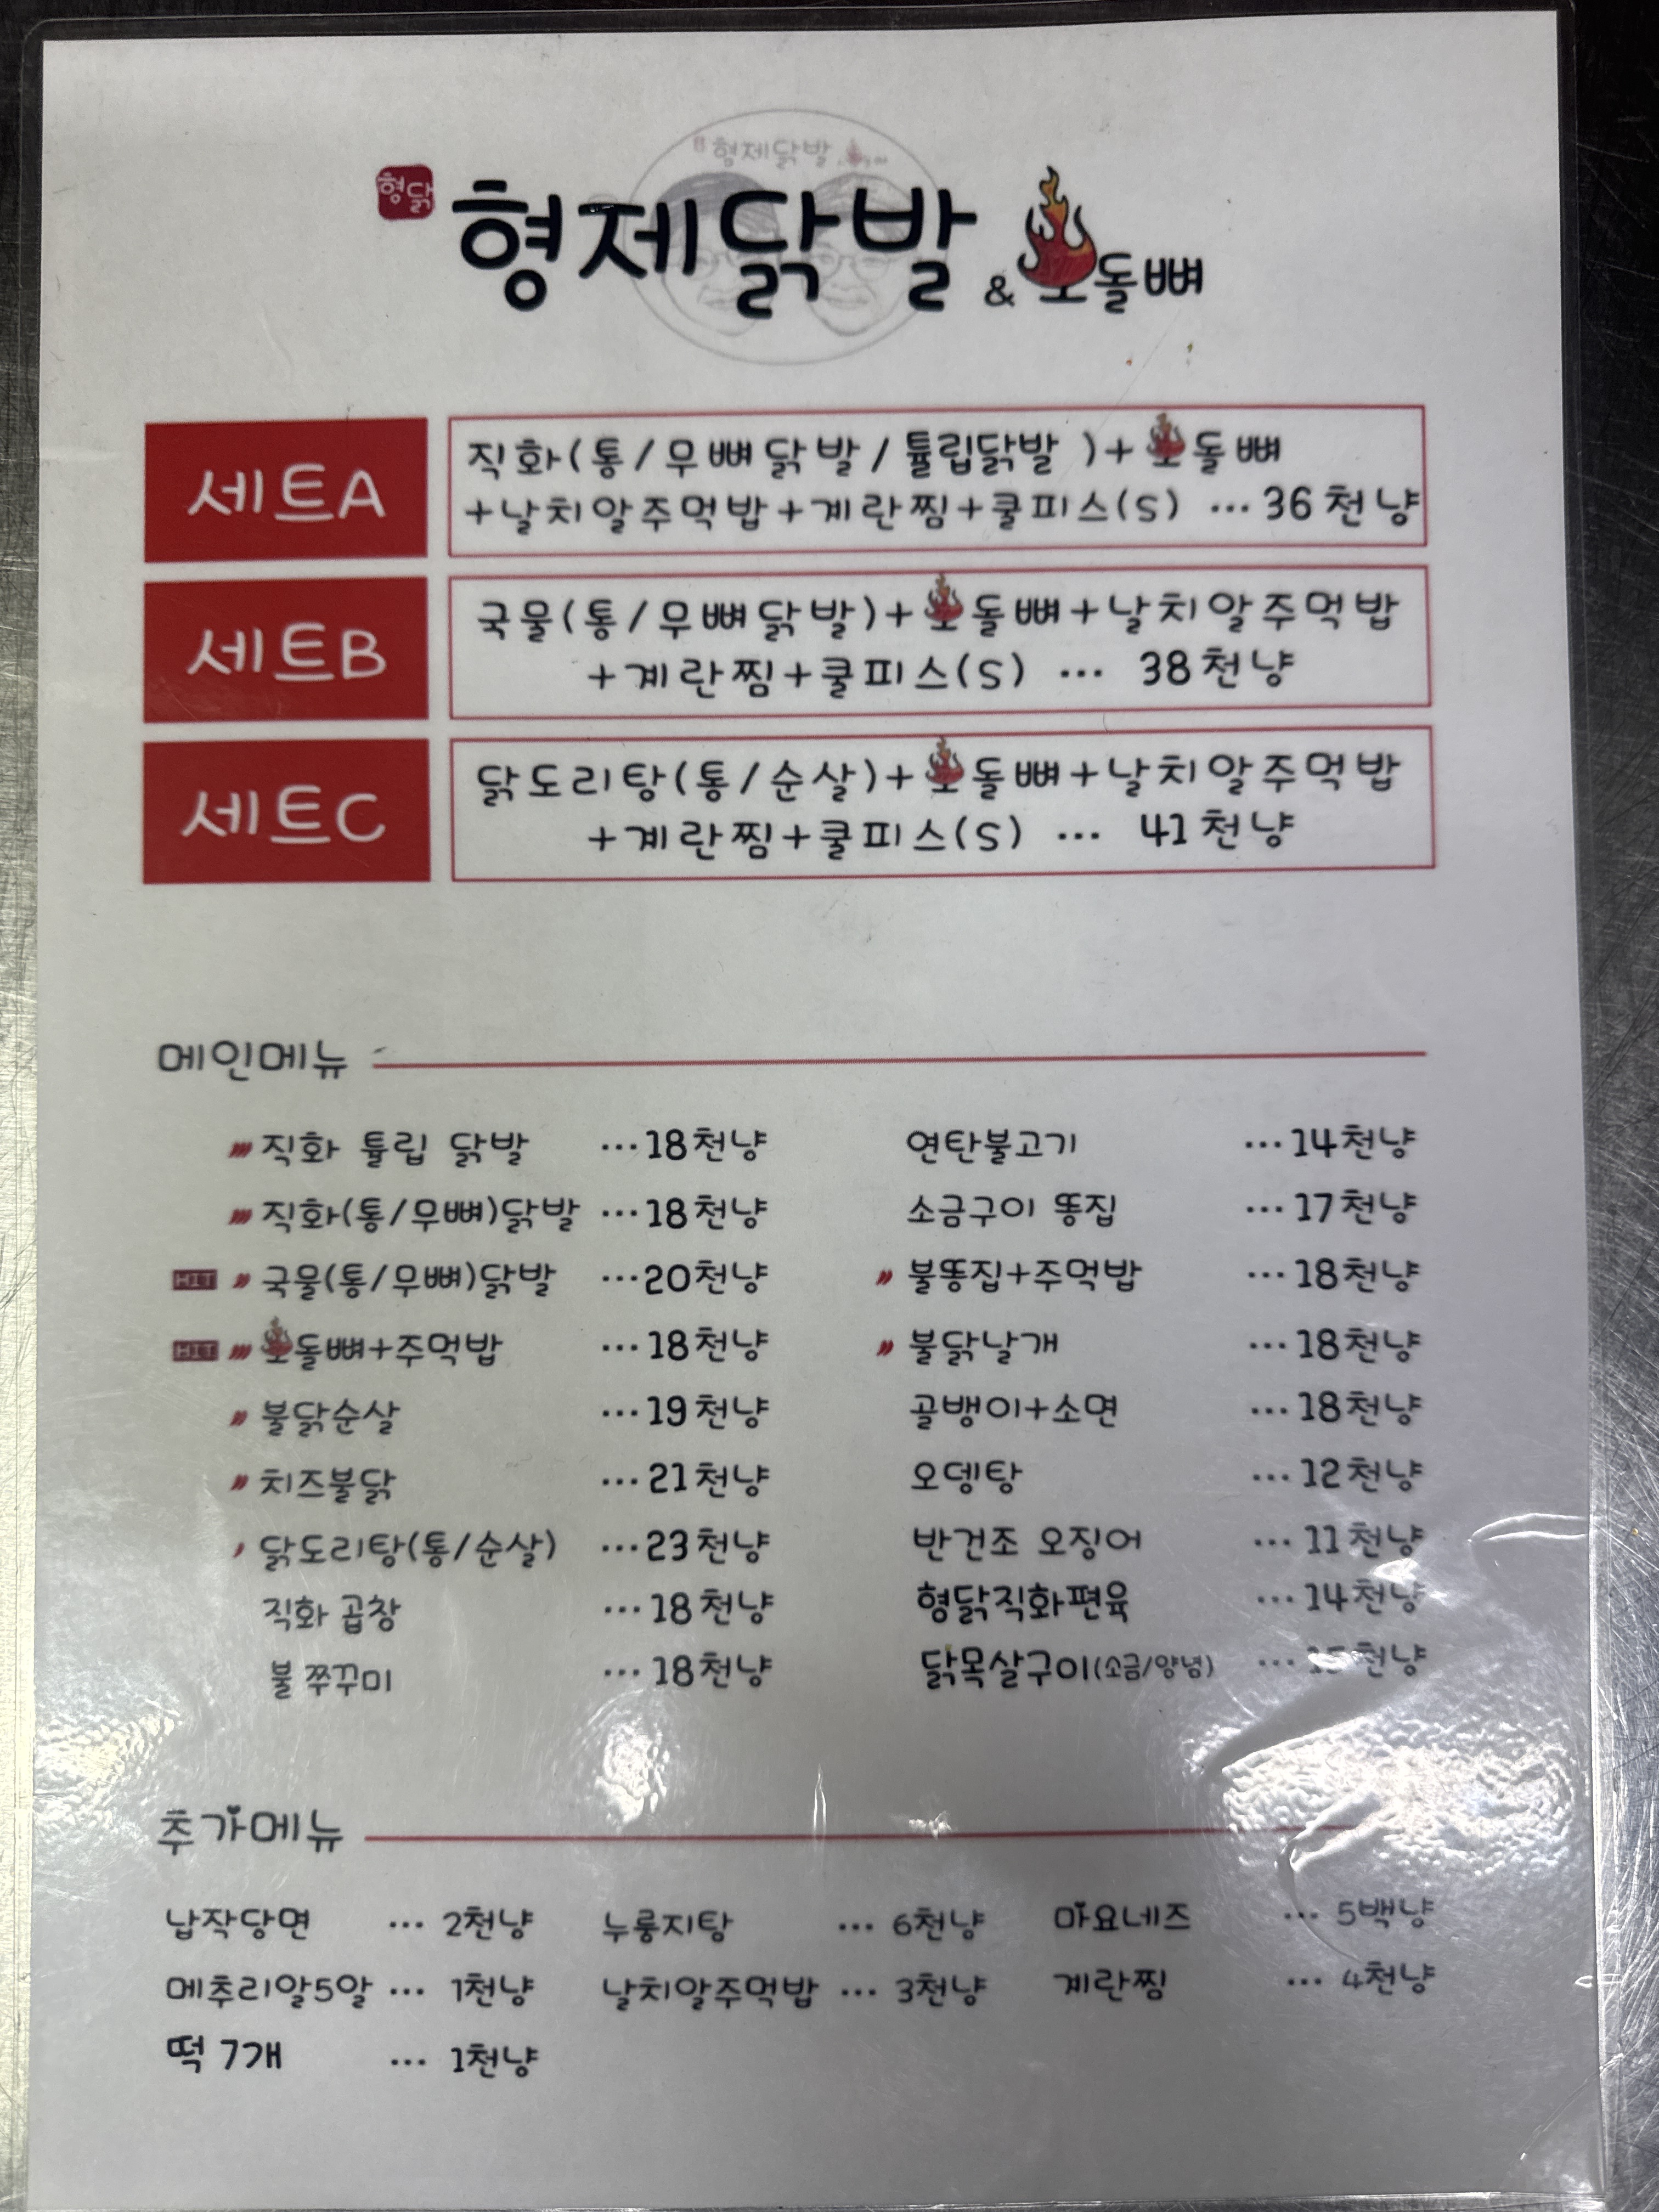 형제닭발
형닭
형제닭발 & 오돌뼈
세트A
직화(통/무뼈닭발/튤립닭발 )+오돌뼈
+날치알주먹밥+계란찜+쿨피스(S) ... 36천냥
세트B
국물(통/무뼈닭발)+오돌뼈+날치알주먹밥
+계란찜+쿨피스(S) ... 38천냥
세트C
닭도리탕(통/순살)+오돌뼈+날치알주먹밥
+계란찜+쿨피스(S) ... 41천냥
메인메뉴
직화 튤립 닭발 ...18천냥
직화(통/무뼈)닭발 ...18천냥
HIT 국물(통/무뼈)닭발 ...20천냥
HIT 오돌뼈+주먹밥 ...18천냥
불닭순살 ...19천냥
치즈불닭 ...21천냥
닭도리탕(통/순살) ...23천냥
직화 곱창 ...18천냥
불 쭈꾸미 ...18천냥
연탄불고기 ...14천냥
소금구이 똥집 ...17천냥
불똥집+주먹밥 ...18천냥
불닭날개 ...18천냥
골뱅이+소면 ...18천냥
오뎅탕 ...12천냥
반건조 오징어 ...11천냥
형닭직화편육 ...14천냥
닭목살구이(소금/양념) ...15천냥
추가메뉴
납작당면 ... 2천냥
메추리알5알 ... 1천냥
떡 7개 ... 1천냥
누룽지탕 ... 6천냥
날치알주먹밥 ... 3천냥
마요네즈 ... 5백냥
계란찜 ... 4천냥